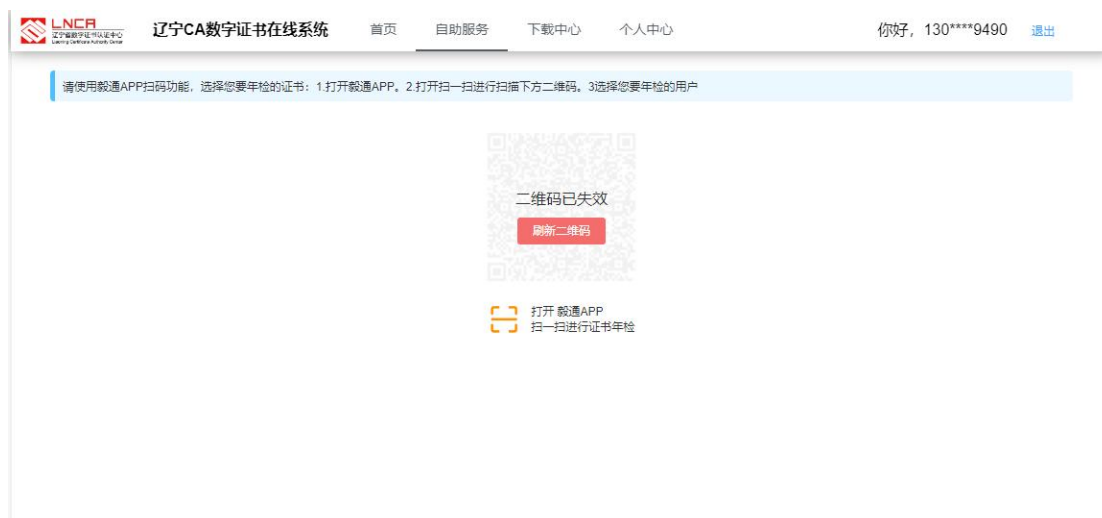 LNCA
辽宁省数字证书认证中心
Liaoning Certificate Authority Center
辽宁CA数字证书在线系统
首页
自助服务
下载中心
个人中心
你好，130****9490
退出
请使用毅通APP扫码功能，选择您要年检的证书：1.打开毅通APP。2.打开扫一扫进行扫描下方二维码。3选择您要年检的用户
二维码已失效
刷新二维码
打开 毅通APP
扫一扫进行证书年检